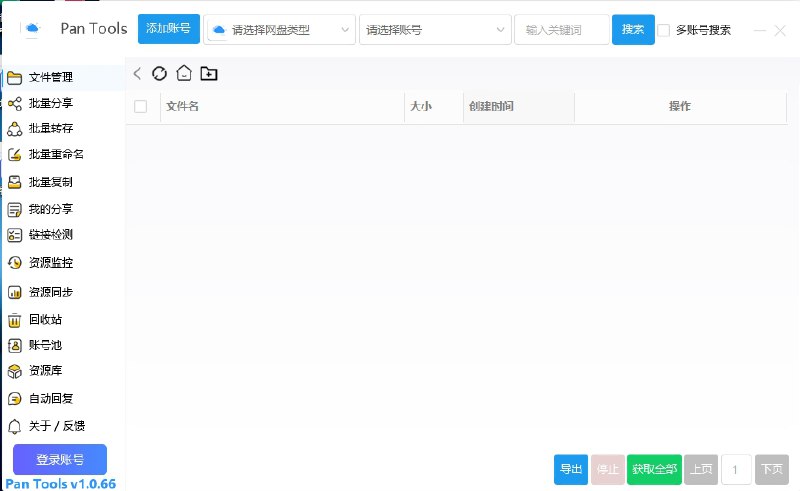 Pan Tools
添加账号
请选择网盘类型
请选择账号
输入关键词
搜索
多账号搜索
文件管理
批量分享
批量转存
批量重命名
批量复制
我的分享
链接检测
资源监控
资源同步
回收站
账号池
资源库
自动回复
关于 / 反馈
登录账号
Pan Tools v1.0.66
文件名
大小
创建时间
操作
导出
停止
获取全部
上页
1
下页